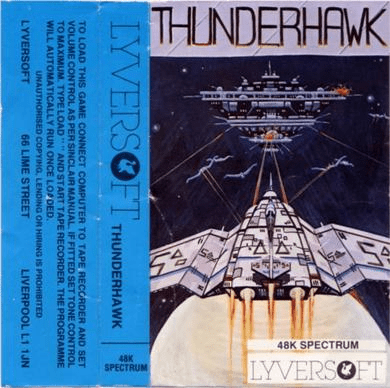 THUNDERHAWK
48K SPECTRUM
LYVERSOFT
LYVERSOFT
THUNDERHAWK
48K
SPECTRUM
TO LOAD THIS GAME CONNECT COMPUTER TO TAPE RECORDER AND SET
VOLUME CONTROL AS PER SINCLAIR MANUAL. IF FITTED SET TONE CONTROL
TO MAXIMUM. TYPE LOAD " " AND START TAPE RECORDER. THE PROGRAMME
WILL AUTOMATICALLY RUN ONCE LOADED.
UNAUTHORISED COPYING, LENDING OR HIRING IS PROHIBITED
LYVERSOFT 66 LIME STREET LIVERPOOL L1 1JN